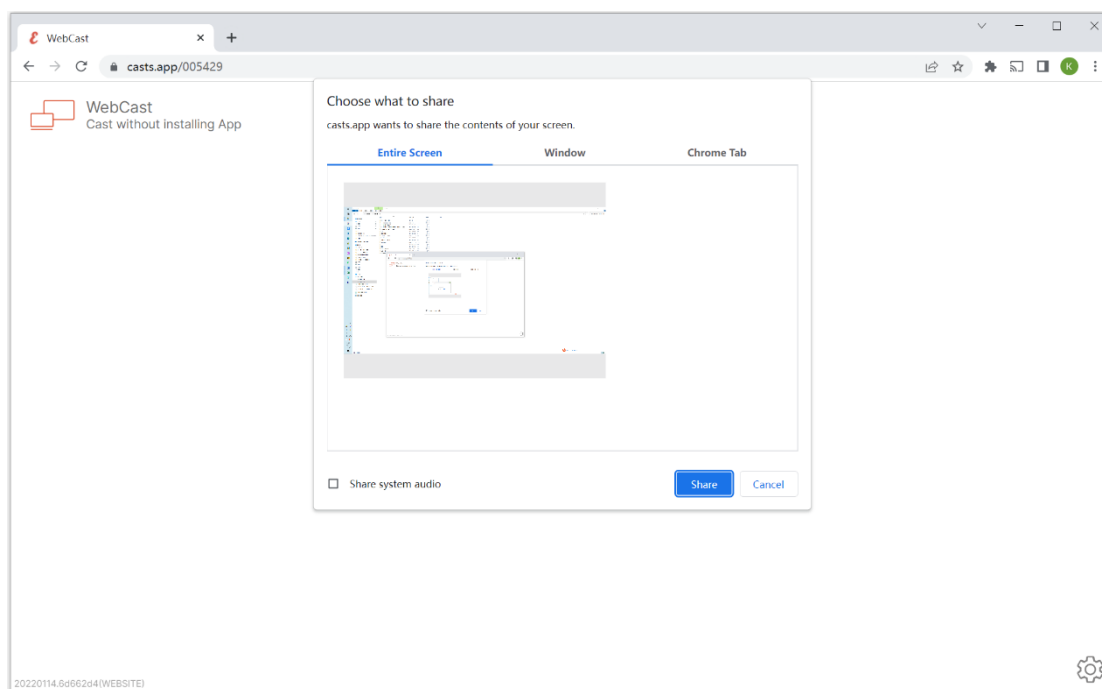 WebCast
casts.app/005429
K
WebCast
Cast without installing App
Choose what to share
casts.app wants to share the contents of your screen.
Entire Screen
Window
Chrome Tab
Share system audio
Share
Cancel
20220114.6d662d4(WEBSITE)